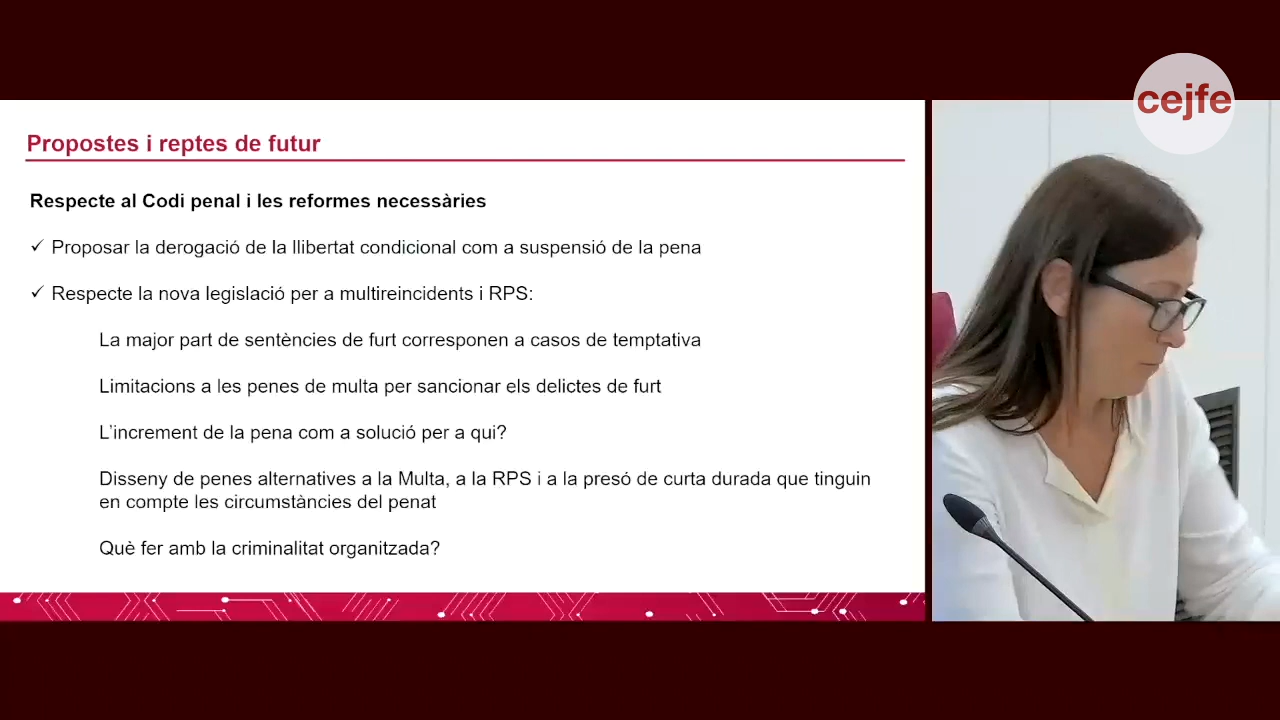 cejfe
Propostes i reptes de futur
Respecte al Codi penal i les reformes necessàries
✓ Proposar la derogació de la llibertat condicional com a suspensió de la pena
✓ Respecte la nova legislació per a multireincidents i RPS:
La major part de sentències de furt corresponen a casos de temptativa
Limitacions a les penes de multa per sancionar els delictes de furt
L'increment de la pena com a solució per a qui?
Disseny de penes alternatives a la Multa, a la RPS i a la presó de curta durada que tinguin
en compte les circumstàncies del penat
Què fer amb la criminalitat organitzada?